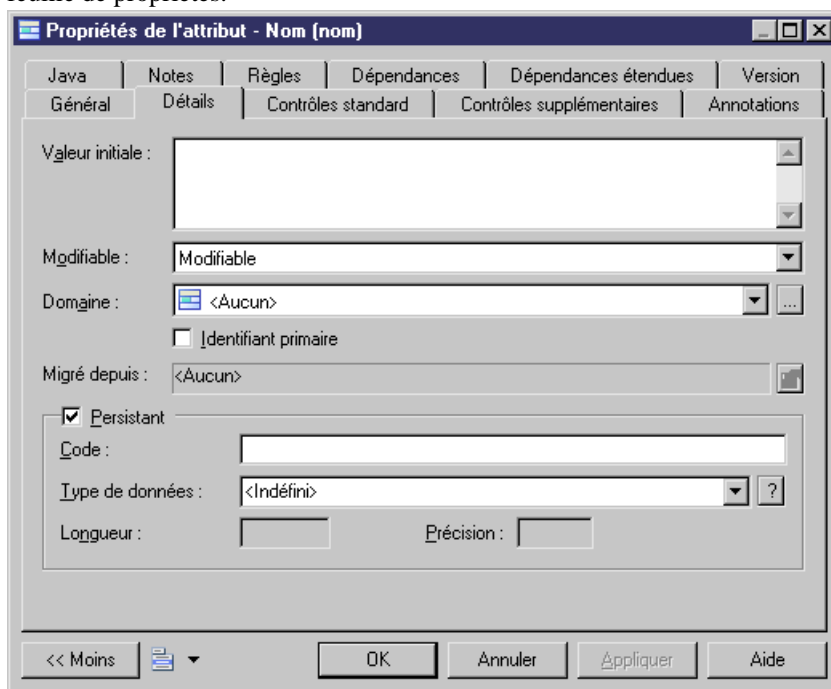 Propriétés de l'attribut - Nom (nom)
Java Notes Règles Dépendances Dépendances étendues Version
Général Détails Contrôles standard Contrôles supplémentaires Annotations
Valeur initiale :
Modifiable : Modifiable
Domaine : <Aucun> ...
Identifiant primaire
Migré depuis : <Aucun>
Persistant
Code :
Type de données : <Indéfini> ?
Longueur : Précision :
<< Moins OK Annuler Appliquer Aide